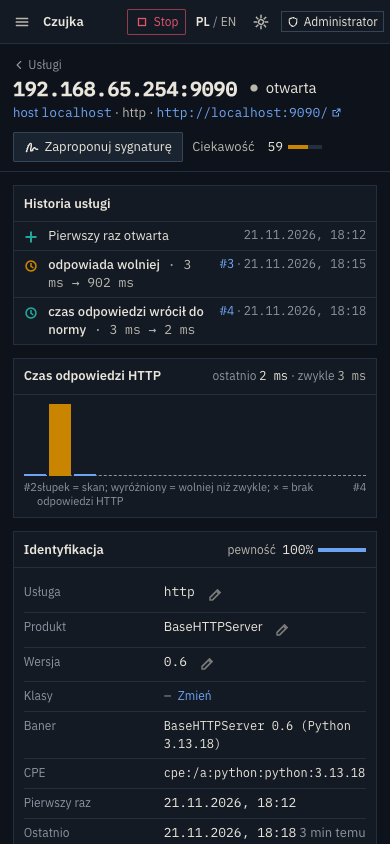 Czujka Stop PL / EN Administrator
Usługi
192.168.65.254:9090 otwarta
host localhost · http · http://localhost:9090/
Zaproponuj sygnaturę Ciekawość 59
Historia usługi
Pierwszy raz otwarta 21.11.2026, 18:12
odpowiada wolniej · 3 #3 · 21.11.2026, 18:15
ms → 902 ms
czas odpowiedzi wrócił do #4 · 21.11.2026, 18:18
normy · 3 ms → 2 ms
Czas odpowiedzi HTTP ostatnio 2 ms · zwykle 3 ms
#2 słupek = skan; wyróżniony = wolniej niż zwykle; × = brak #4
odpowiedzi HTTP
Identyfikacja pewność 100%
Usługa http
Produkt BaseHTTPServer
Wersja 0.6
Klasy — Zmień
Baner BaseHTTPServer 0.6 (Python
3.13.18)
CPE cpe:/a:python:python:3.13.18
Pierwszy raz 21.11.2026, 18:12
Ostatnio 21.11.2026, 18:18 3 min temu